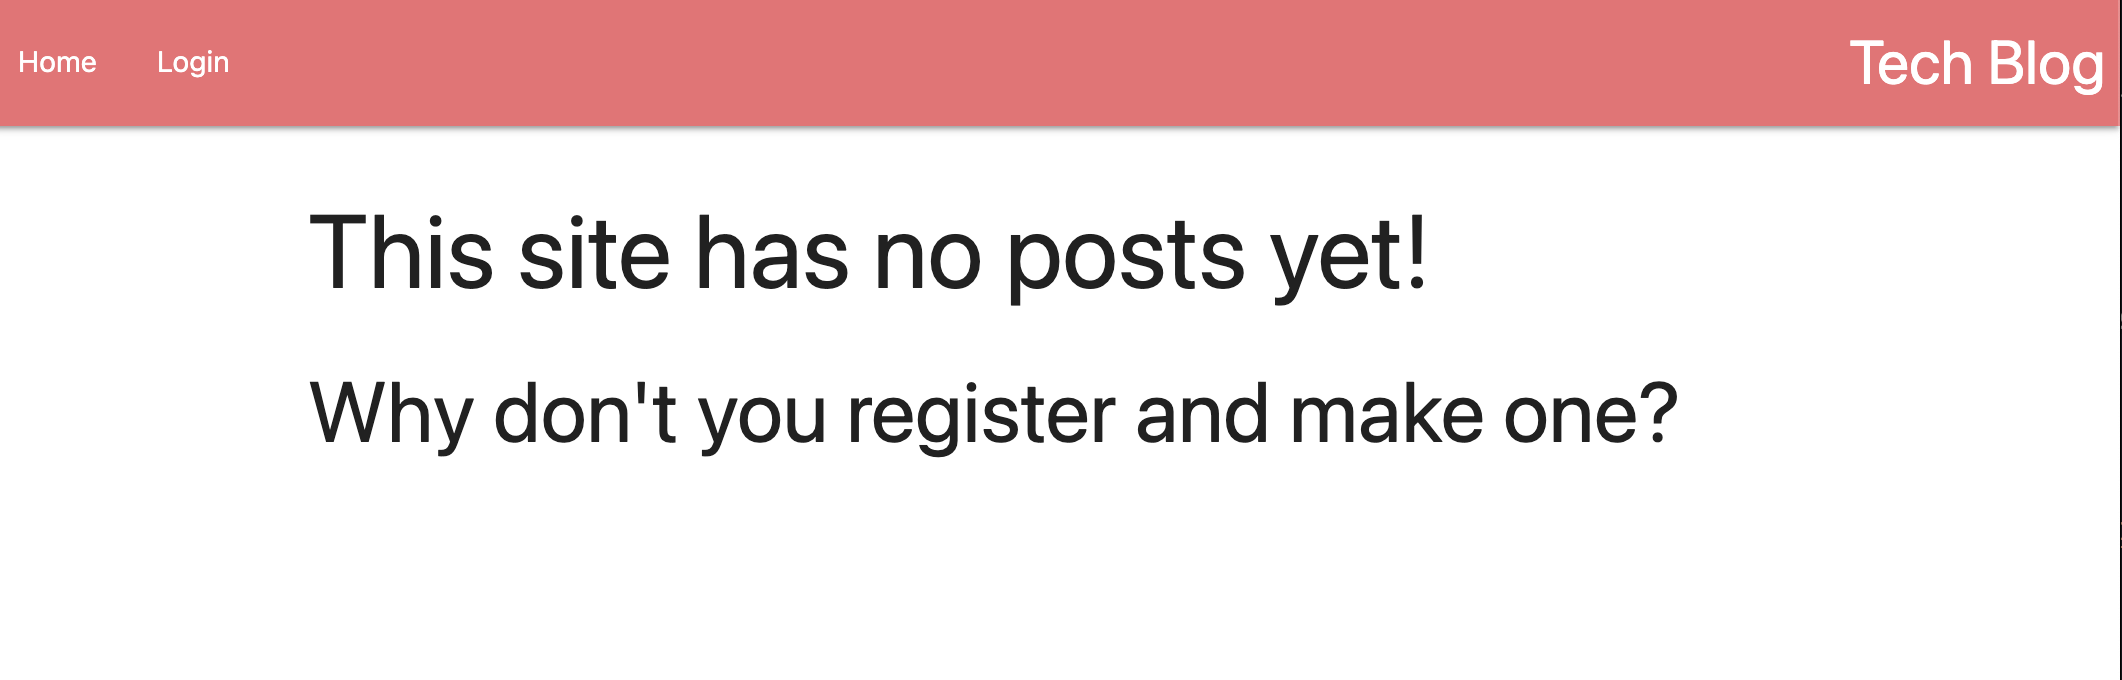 Home Login Tech Blog
This site has no posts yet!
Why don't you register and make one?